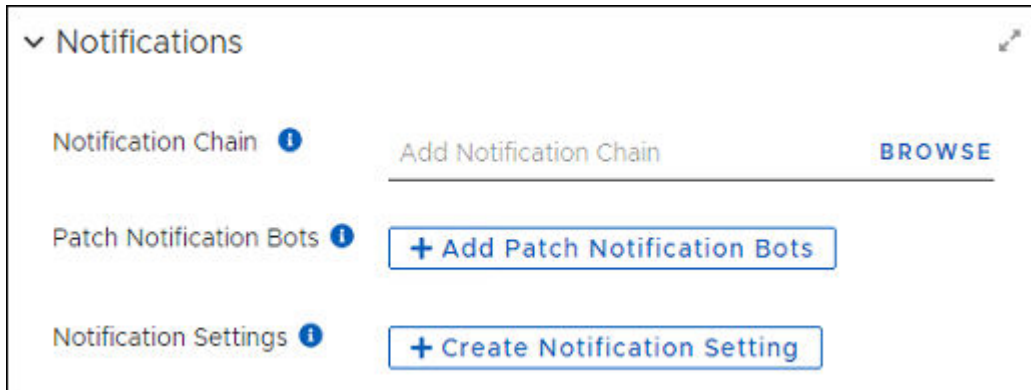 Notifications
Notification Chain
Add Notification Chain BROWSE
Patch Notification Bots
+ Add Patch Notification Bots
Notification Settings
+ Create Notification Setting